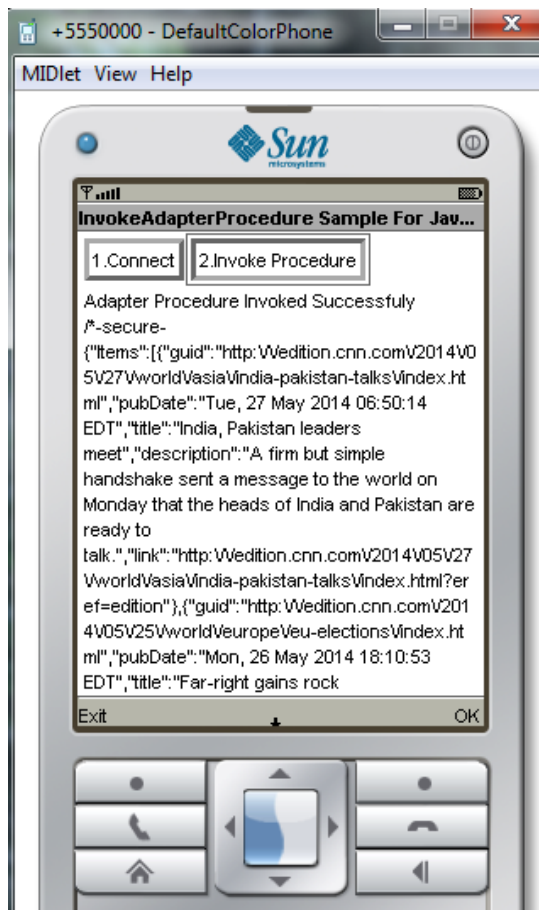 +5550000 - DefaultColorPhone
MIDlet View Help
Sun
microsystems
InvokeAdapterProcedure Sample For Jav...
1.Connect 2.Invoke Procedure
Adapter Procedure Invoked Successfuly
/*-secure-
{"Items":[{"guid":"http:\/\/edition.cnn.com\/2014\/0
5\/27\/world\/asia\/india-pakistan-talks\/index.ht
ml","pubDate":"Tue, 27 May 2014 06:50:14
EDT","title":"India, Pakistan leaders
meet","description":"A firm but simple
handshake sent a message to the world on
Monday that the heads of India and Pakistan are
ready to
talk.","link":"http:\/\/edition.cnn.com\/2014\/05\/27
\/world\/asia\/india-pakistan-talks\/index.html?er
ef=edition"},{"guid":"http:\/\/edition.cnn.com\/201
4\/05\/25\/world\/europe\/eu-elections\/index.ht
ml","pubDate":"Mon, 26 May 2014 18:10:53
EDT","title":"Far-right gains rock
Exit OK